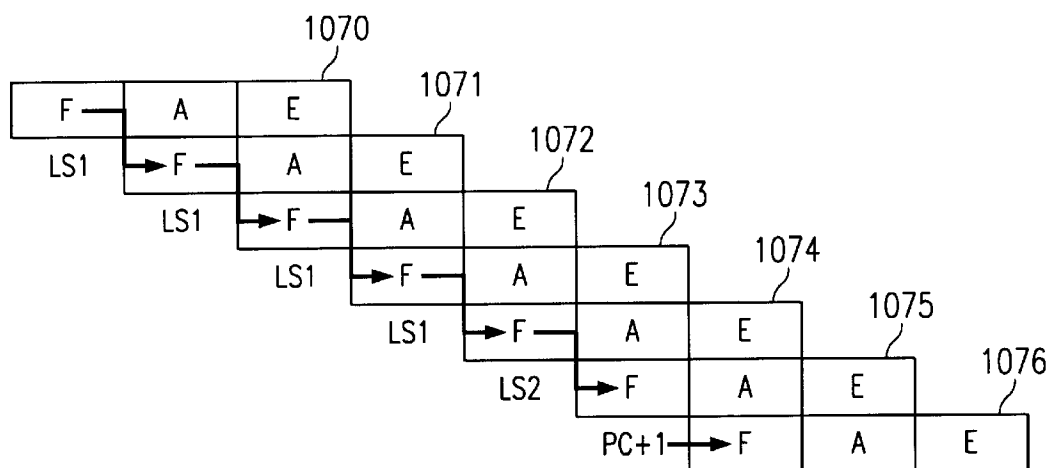 1070
F A E
1071
LS1 F A E
1072
LS1 F A E
1073
LS1 F A E
1074
LS1 F A E
1075
LS2 F A E
1076
PC+1 F A E